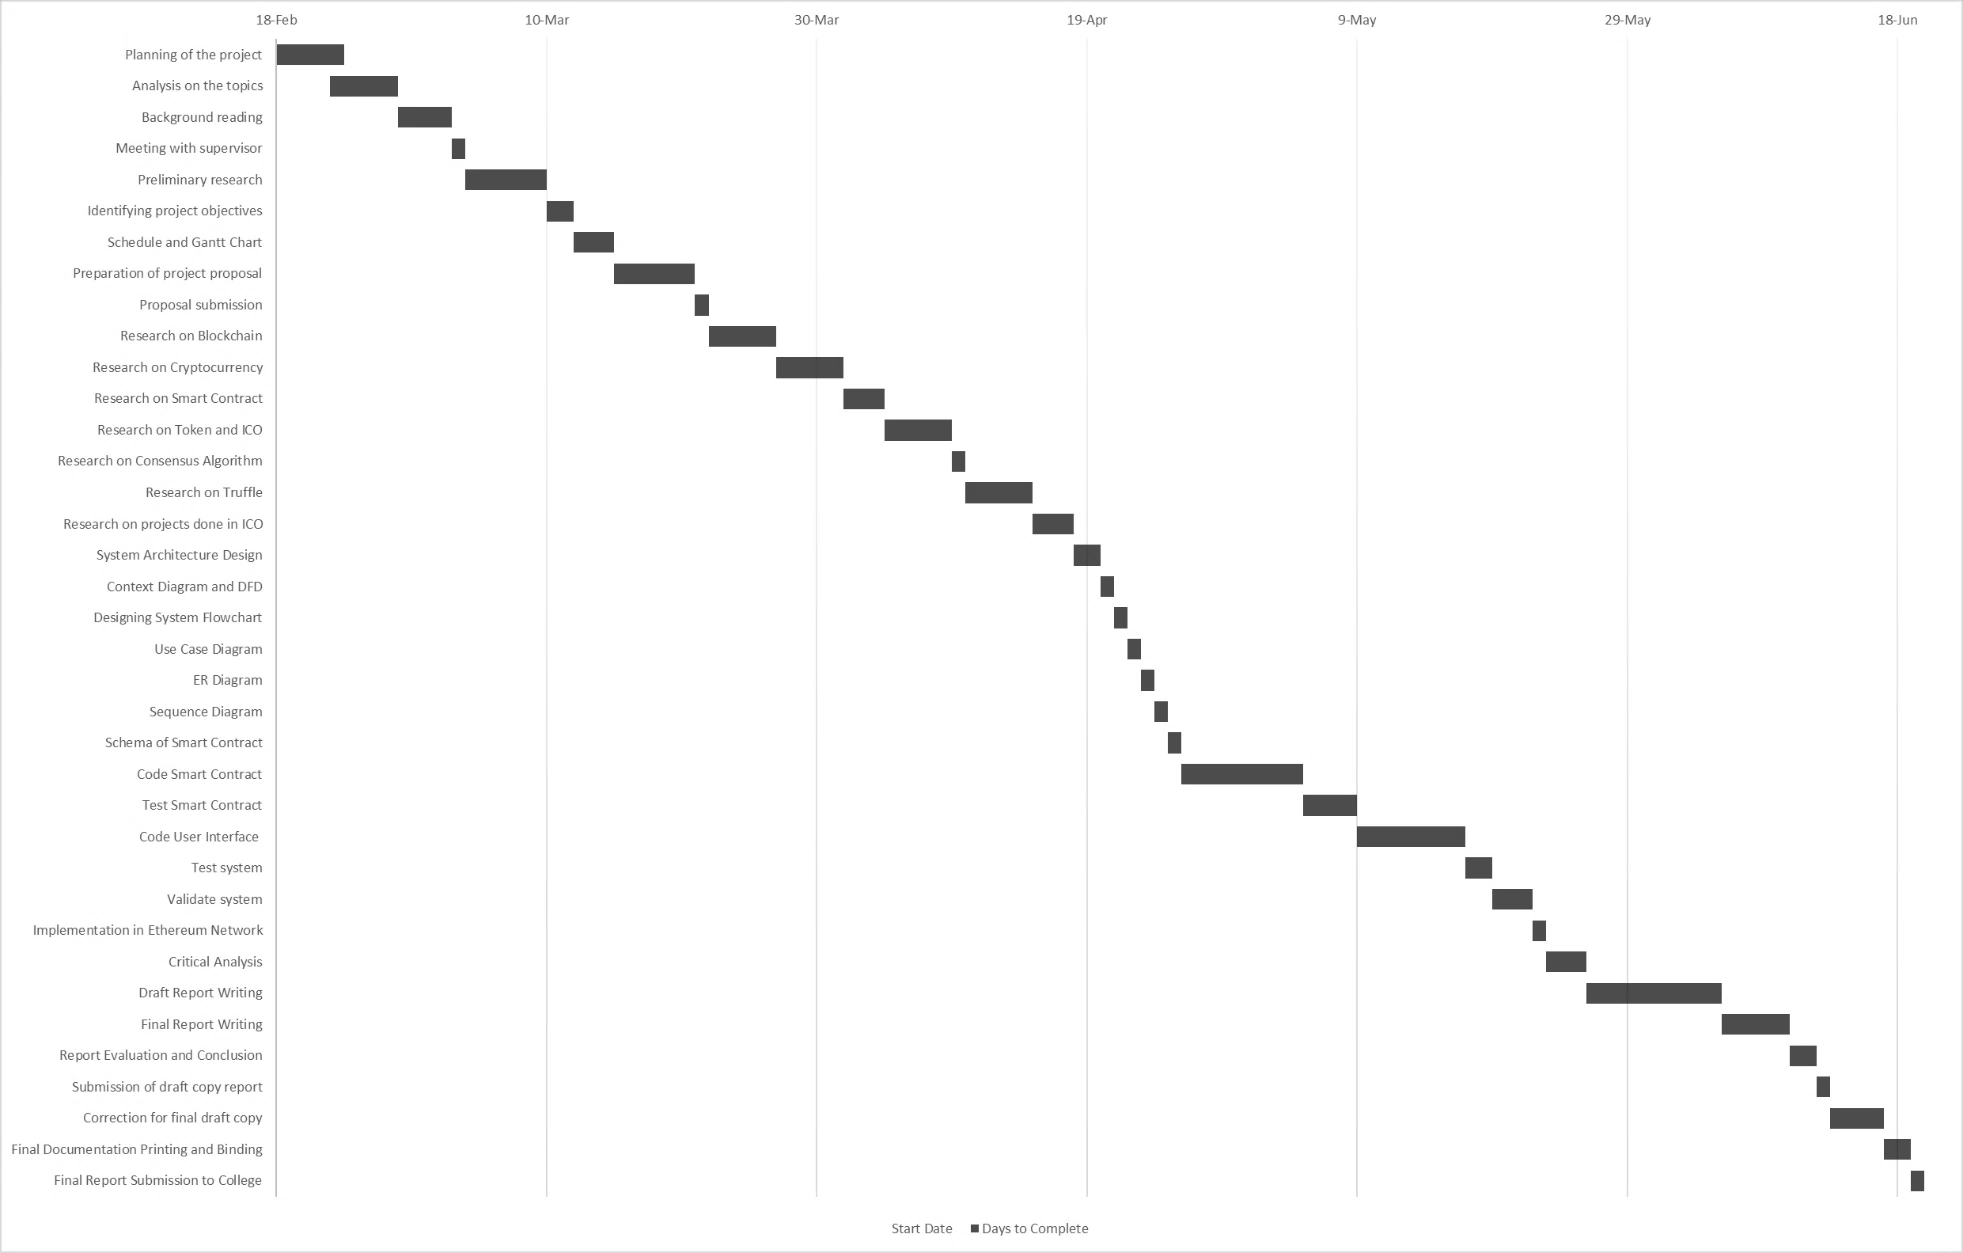 18-Feb 10-Mar 30-Mar 19-Apr 9-May 29-May 18-Jun
Planning of the project
Analysis on the topics
Background reading
Meeting with supervisor
Preliminary research
Identifying project objectives
Schedule and Gantt Chart
Preparation of project proposal
Proposal submission
Research on Blockchain
Research on Cryptocurrency
Research on Smart Contract
Research on Token and ICO
Research on Consensus Algorithm
Research on Truffle
Research on projects done in ICO
System Architecture Design
Context Diagram and DFD
Designing System Flowchart
Use Case Diagram
ER Diagram
Sequence Diagram
Schema of Smart Contract
Code Smart Contract
Test Smart Contract
Code User Interface
Test system
Validate system
Implementation in Ethereum Network
Critical Analysis
Draft Report Writing
Final Report Writing
Report Evaluation and Conclusion
Submission of draft copy report
Correction for final draft copy
Final Documentation Printing and Binding
Final Report Submission to College
Start Date Days to Complete